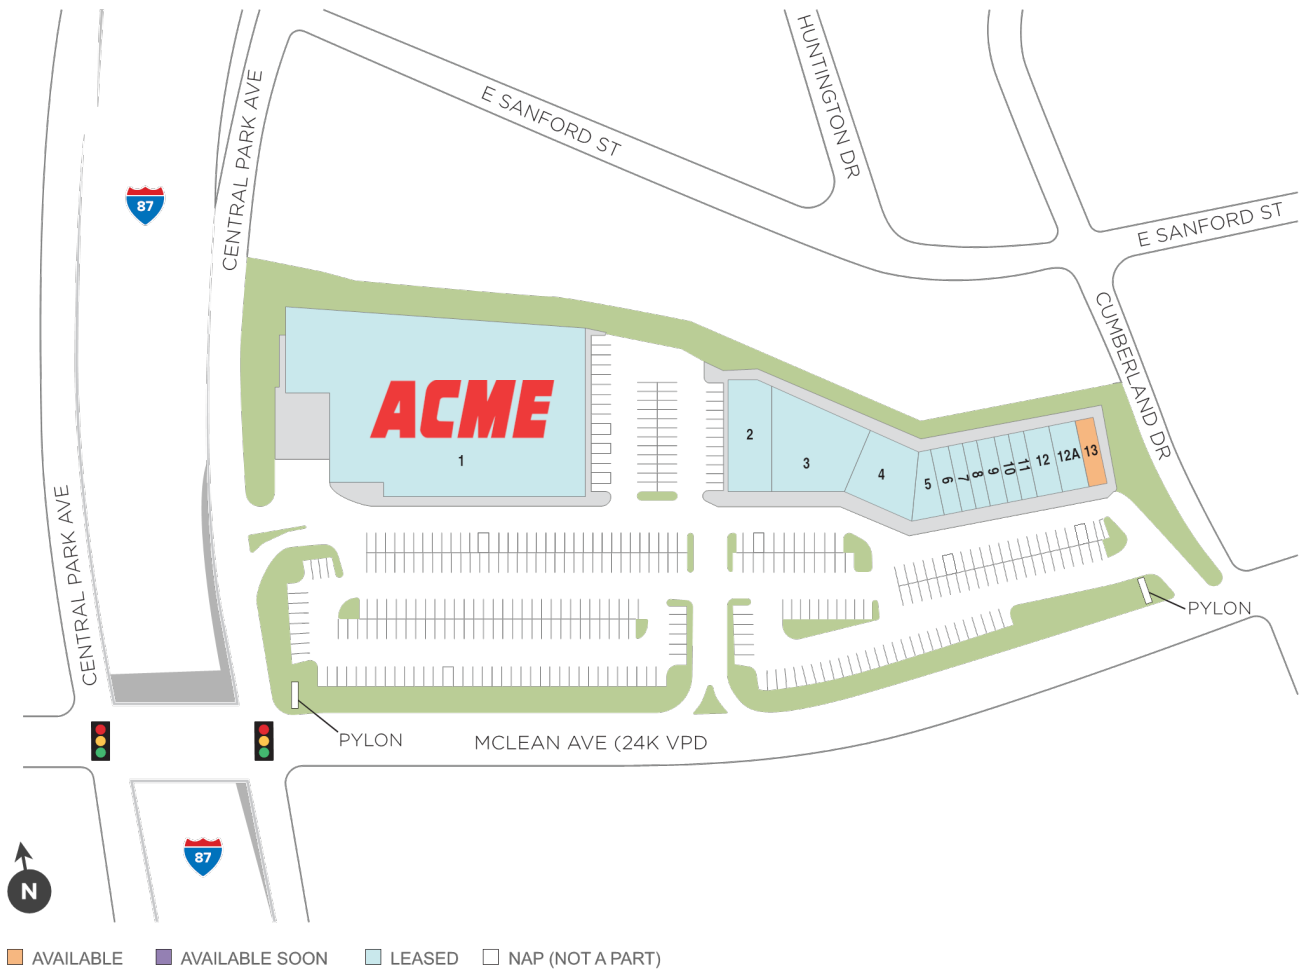 HUNTINGTON DR
E SANFORD ST
CENTRAL PARK AVE
87
E SANFORD ST
CUMBERLAND DR
ACME
1
2
3
4
5
6
7
8
9
10
11
12
12A
13
CENTRAL PARK AVE
PYLON
PYLON
MCLEAN AVE (24K VPD
87
N
AVAILABLE
AVAILABLE SOON
LEASED
NAP (NOT A PART)